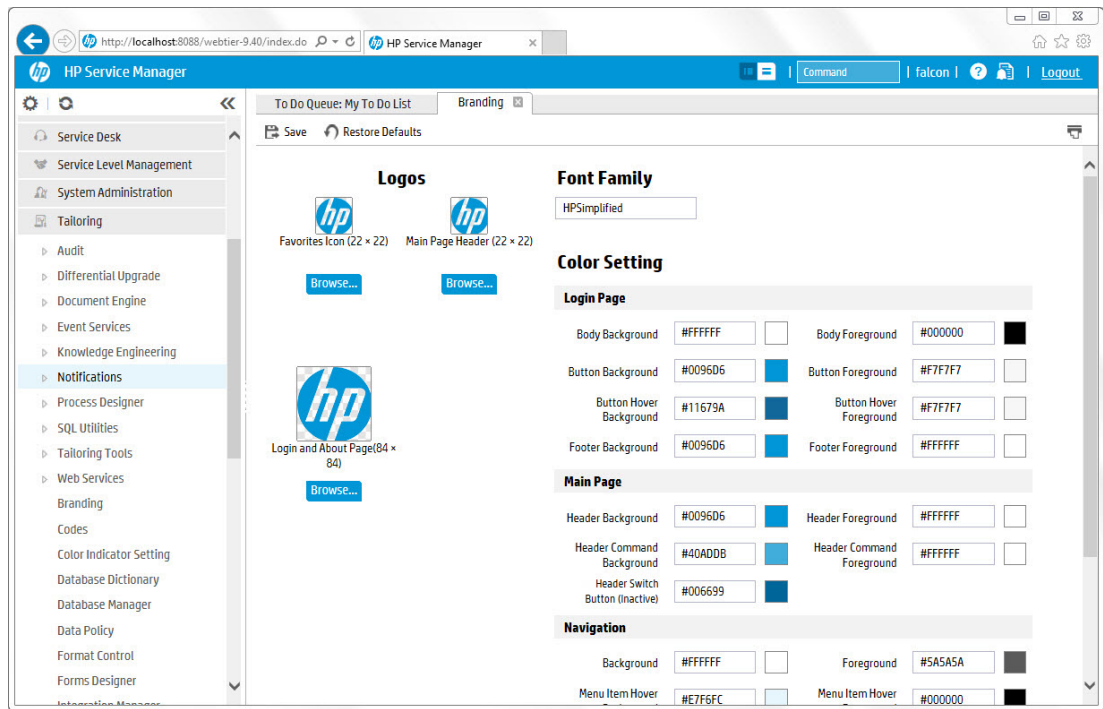 http://localhost:8088/webtier-9.40/index.do
hp HP Service Manager
hp HP Service Manager
Command
falcon
?
Logout
Service Desk
Service Level Management
System Administration
Tailoring
Audit
Differential Upgrade
Document Engine
Event Services
Knowledge Engineering
Notifications
Process Designer
SQL Utilities
Tailoring Tools
Web Services
Branding
Codes
Color Indicator Setting
Database Dictionary
Database Manager
Data Policy
Format Control
Forms Designer
Integration Manager
To Do Queue: My To Do List
Branding
Save
Restore Defaults
Logos
hp
hp
Favorites Icon (22 × 22)
Main Page Header (22 × 22)
Browse...
Browse...
hp
Login and About Page(84 ×
84)
Browse...
Font Family
HPSimplified
Color Setting
Login Page
Body Background #FFFFFF
Body Foreground #000000
Button Background #0096D6
Button Foreground #F7F7F7
Button Hover
Background #11679A
Button Hover
Foreground #F7F7F7
Footer Background #0096D6
Footer Foreground #FFFFFF
Main Page
Header Background #0096D6
Header Foreground #FFFFFF
Header Command
Background #40ADDB
Header Command
Foreground #FFFFFF
Header Switch
Button (Inactive) #006699
Navigation
Background #FFFFFF
Foreground #5A5A5A
Menu Item Hover
#E7F6FC
Menu Item Hover
#000000